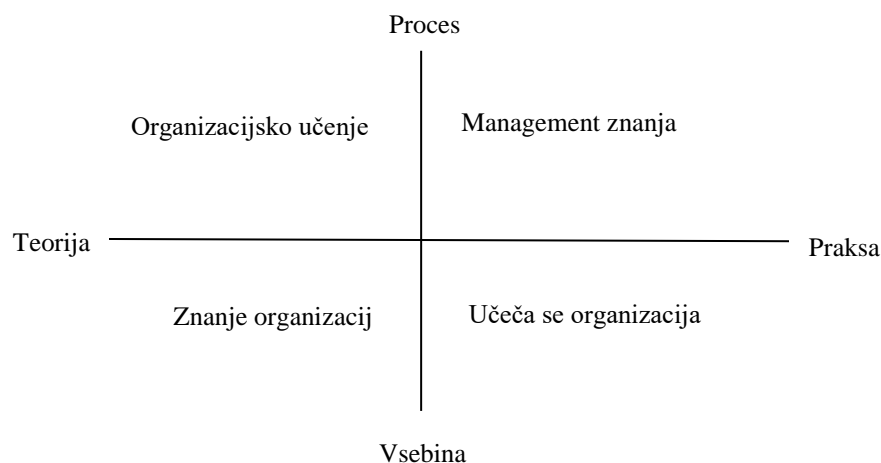 Proces
Organizacijsko učenje
Management znanja
Teorija
Praksa
Znanje organizacij
Učeča se organizacija
Vsebina